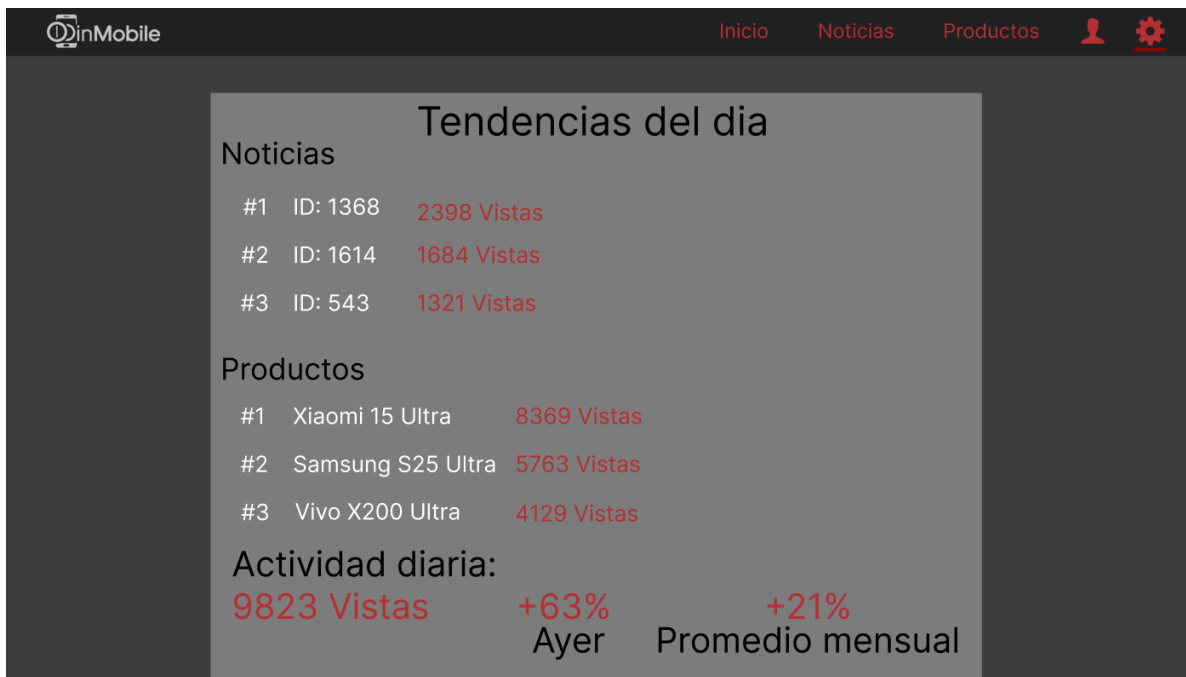 OdinMobile
Inicio Noticias Productos
Tendencias del dia
Noticias
#1 ID: 1368 2398 Vistas
#2 ID: 1614 1684 Vistas
#3 ID: 543 1321 Vistas
Productos
#1 Xiaomi 15 Ultra 8369 Vistas
#2 Samsung S25 Ultra 5763 Vistas
#3 Vivo X200 Ultra 4129 Vistas
Actividad diaria:
9823 Vistas +63% +21%
Ayer Promedio mensual